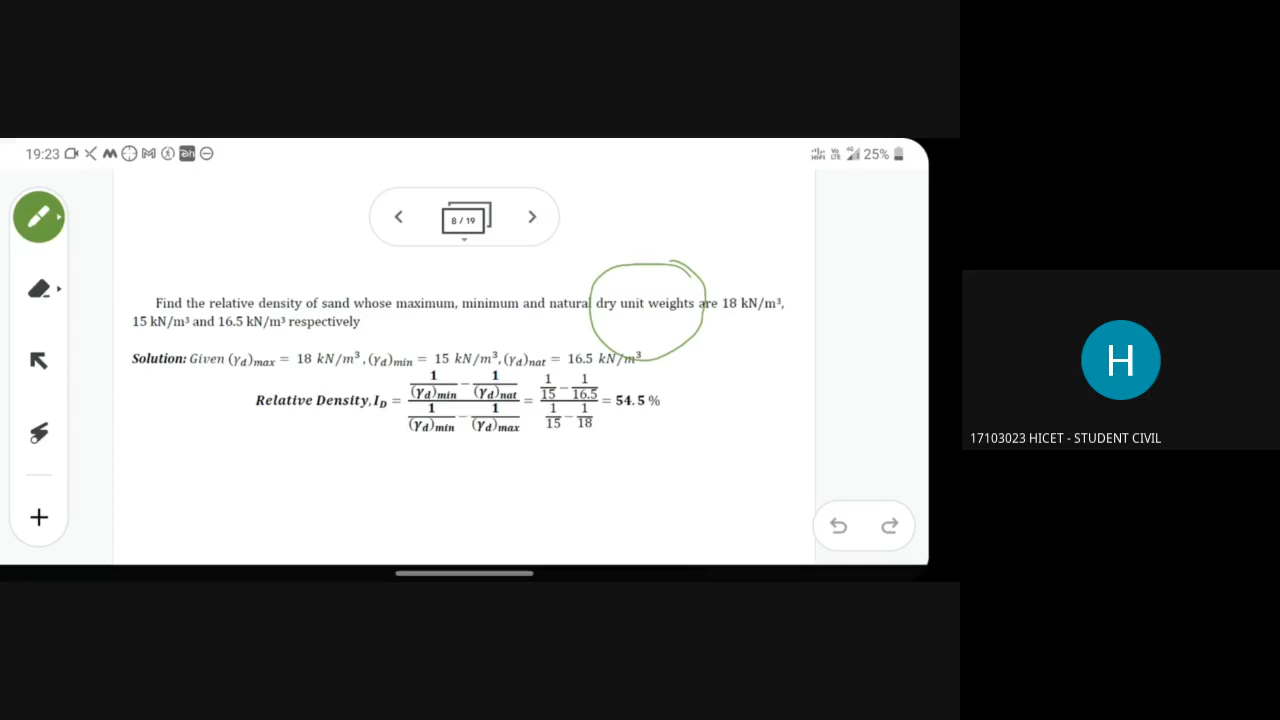 19:23
25%
8 / 19
Find the relative density of sand whose maximum, minimum and natural dry unit weights are 18 kN/m³,
15 kN/m³ and 16.5 kN/m³ respectively
Solution: Given (γd)max = 18 kN/m³, (γd)min = 15 kN/m³, (γd)nat = 16.5 kN/m³
1/(γd)min − 1/(γd)nat 1/15 − 1/16.5
Relative Density, ID = = = 54.5 %
1/(γd)min − 1/(γd)max 1/15 − 1/18
H
17103023 HICET - STUDENT CIVIL